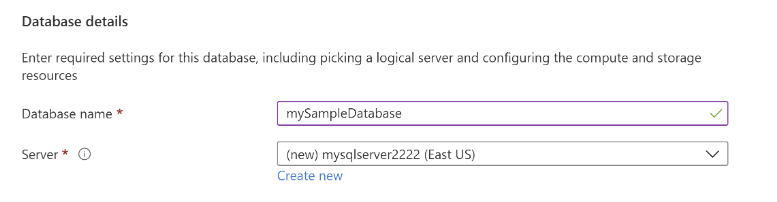 Database details
Enter required settings for this database, including picking a logical server and configuring the compute and storage
resources
Database name *
mySampleDatabase
Server *
(new) mysqlserver2222 (East US)
Create new